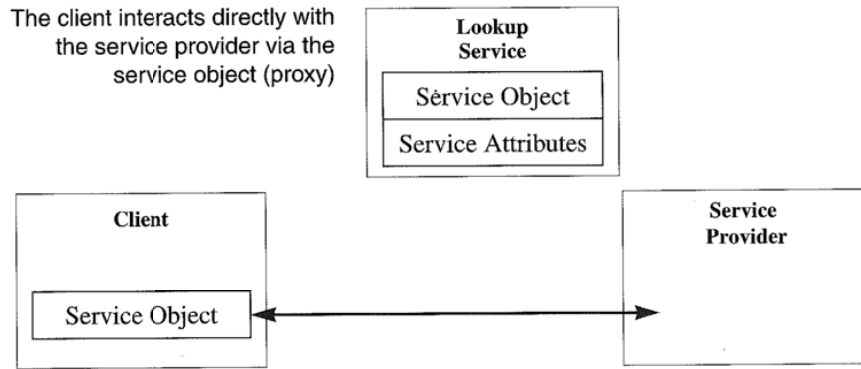 The client interacts directly with
the service provider via the
service object (proxy)
Lookup
Service
Service Object
Service Attributes
Client
Service Object
Service
Provider